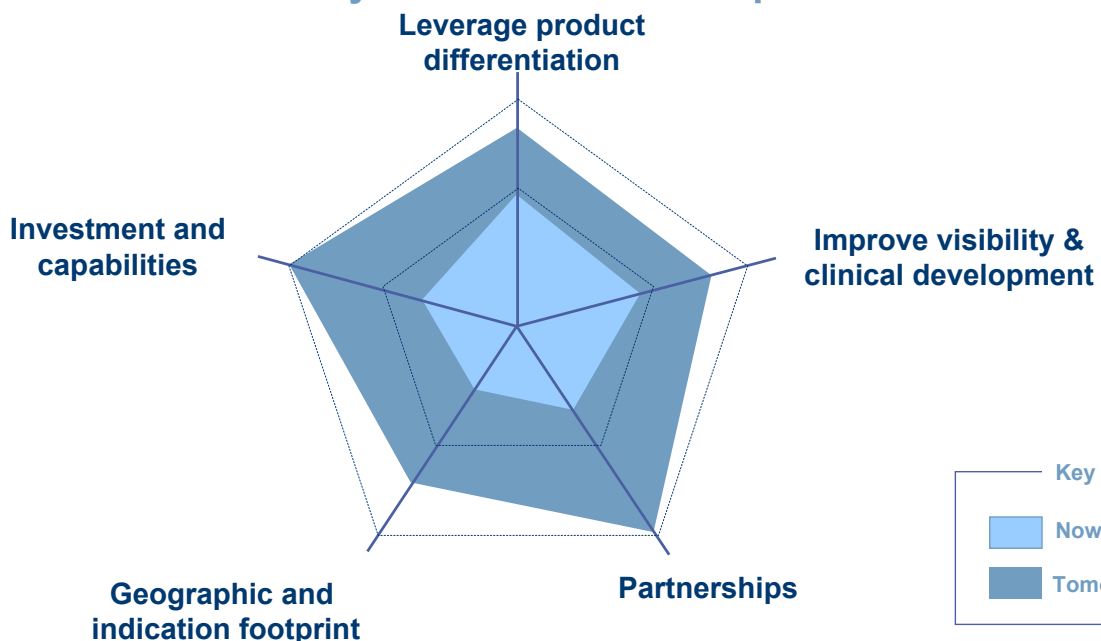 Leverage product
differentiation
Investment and
capabilities
Improve visibility &
clinical development
Geographic and
indication footprint
Partnerships
Key
Now